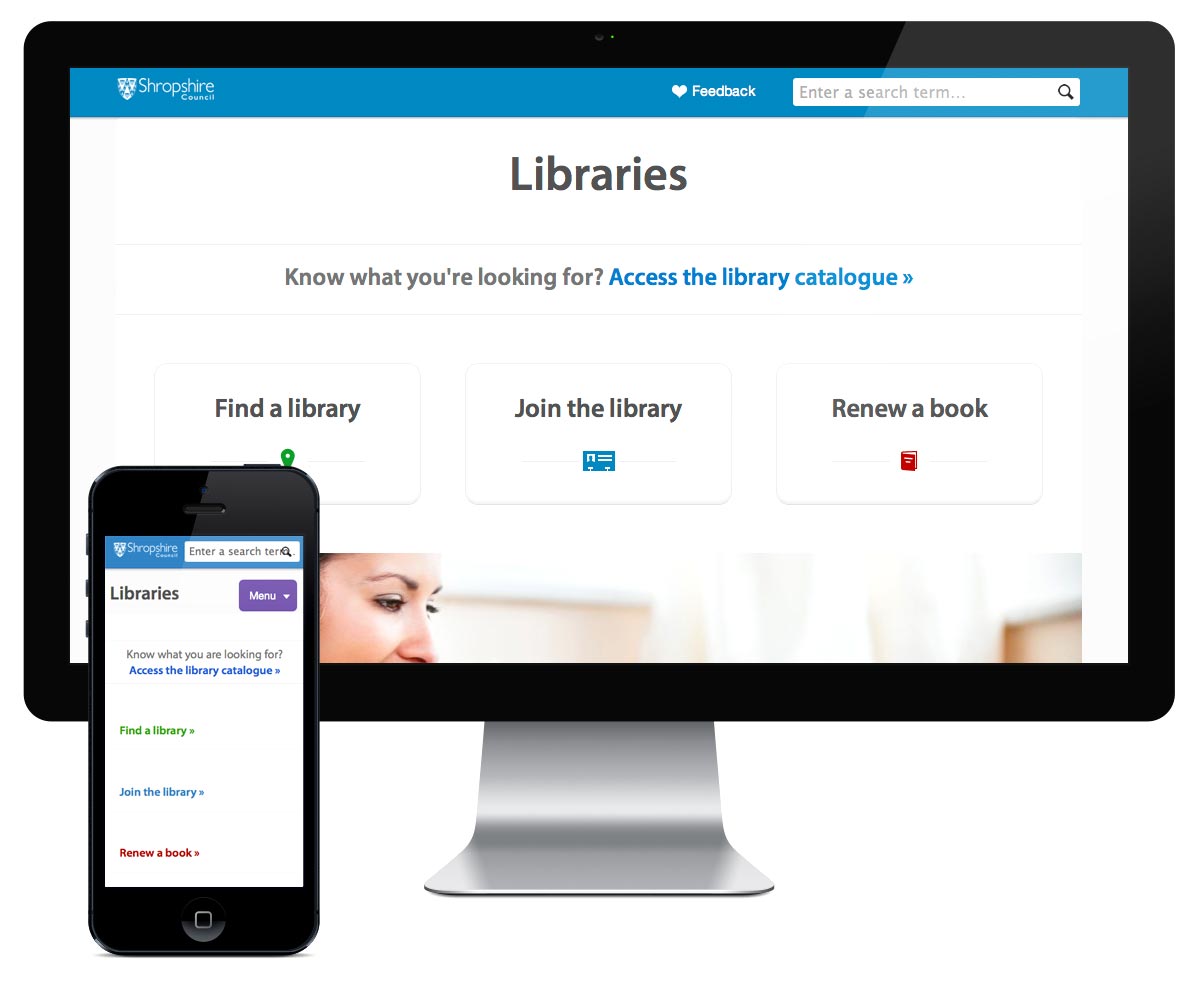 Shropshire
Council
Feedback
Enter a search term...
Libraries
Know what you're looking for? Access the library catalogue »
Find a library
Join the library
Renew a book
Shropshire
Council
Enter a search term...
Libraries
Menu
Know what you are looking for?
Access the library catalogue »
Find a library »
Join the library »
Renew a book »